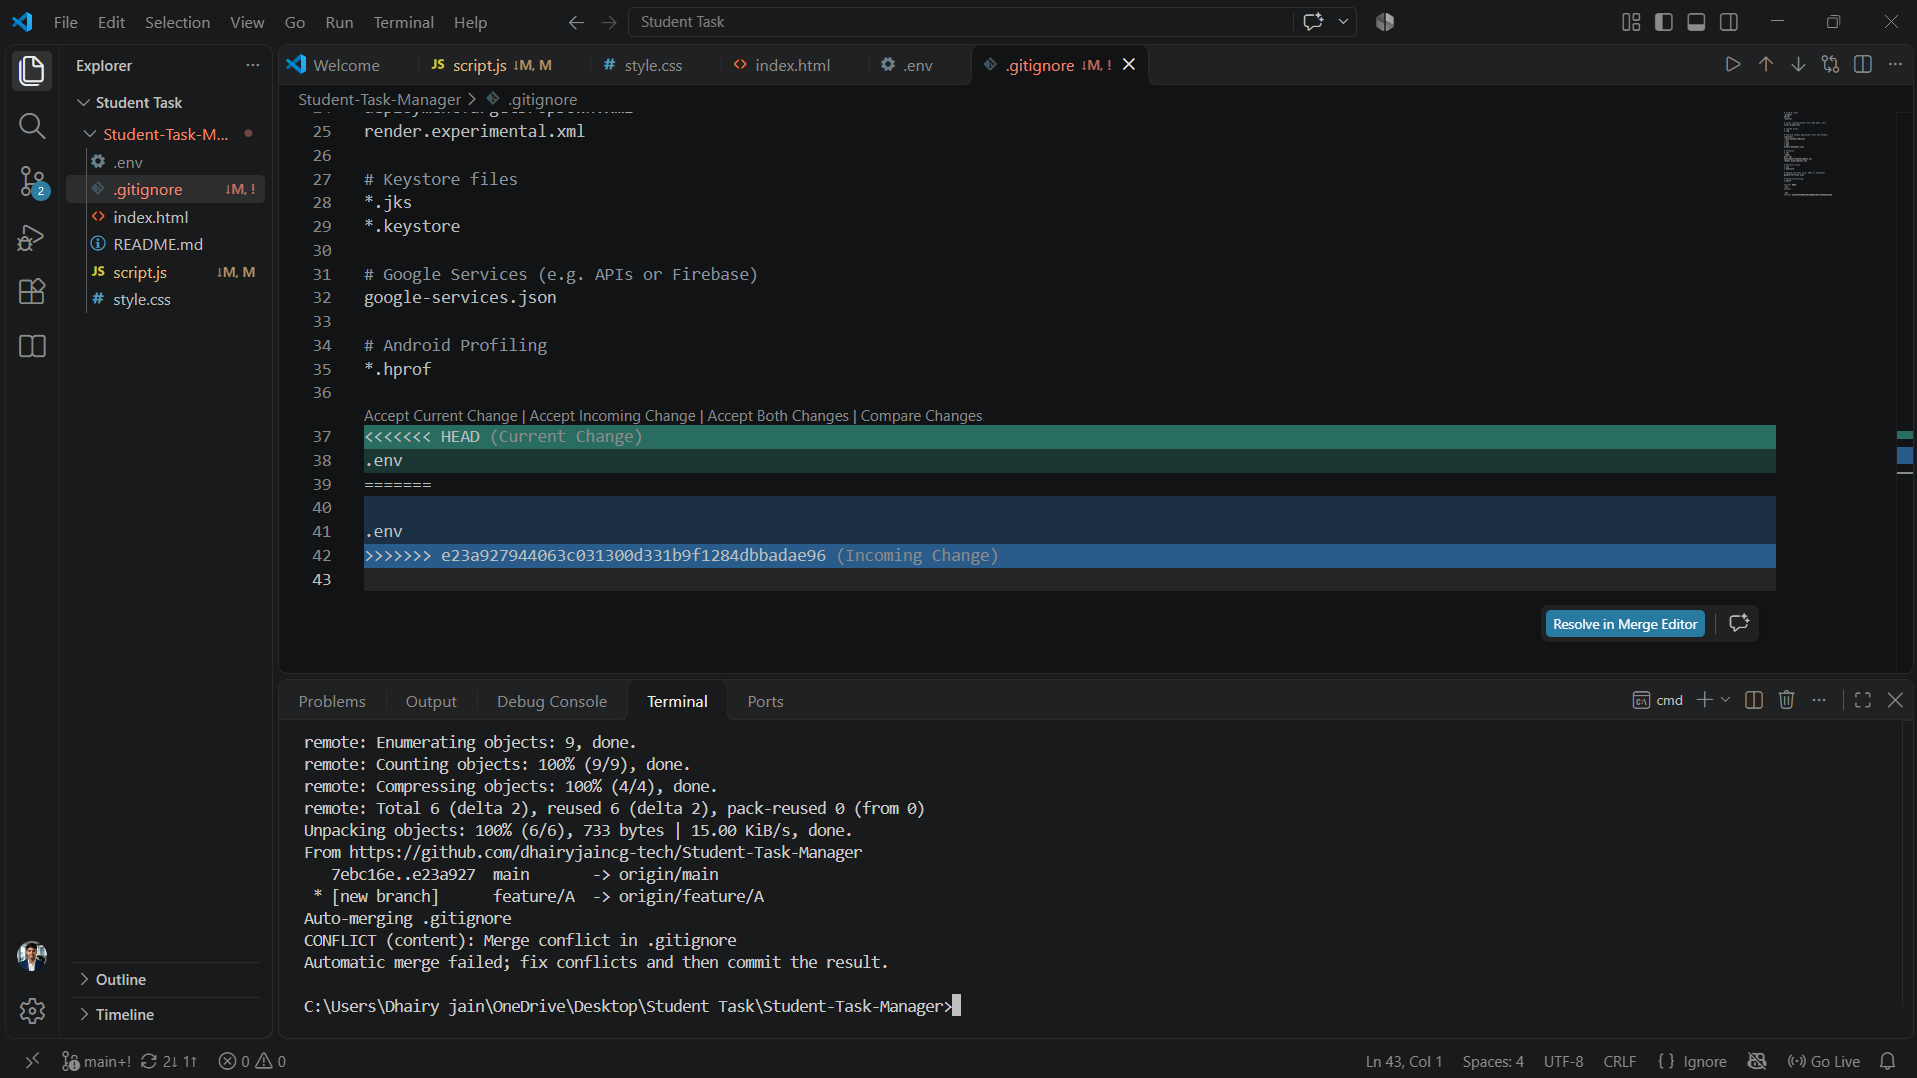 File Edit Selection View Go Run Terminal Help
Student Task
Explorer
Student Task
Student-Task-M...
.env
.gitignore ↓M, !
index.html
README.md
JS script.js ↓M, M
# style.css
2
Outline
Timeline
Welcome
JS script.js ↓M, M
# style.css
index.html
.env
.gitignore ↓M, !
Student-Task-Manager > .gitignore
25 render.experimental.xml
26
27 # Keystore files
28 *.jks
29 *.keystore
30
31 # Google Services (e.g. APIs or Firebase)
32 google-services.json
33
34 # Android Profiling
35 *.hprof
36
Accept Current Change | Accept Incoming Change | Accept Both Changes | Compare Changes
37 <<<<<<< HEAD (Current Change)
38 .env
39 =======
40
41 .env
42 >>>>>>> e23a927944063c031300d331b9f1284dbbadae96 (Incoming Change)
43
Resolve in Merge Editor
Problems Output Debug Console Terminal Ports
cmd
remote: Enumerating objects: 9, done.
remote: Counting objects: 100% (9/9), done.
remote: Compressing objects: 100% (4/4), done.
remote: Total 6 (delta 2), reused 6 (delta 2), pack-reused 0 (from 0)
Unpacking objects: 100% (6/6), 733 bytes | 15.00 KiB/s, done.
From https://github.com/dhairyjaincg-tech/Student-Task-Manager
7ebc16e..e23a927 main -> origin/main
* [new branch] feature/A -> origin/feature/A
Auto-merging .gitignore
CONFLICT (content): Merge conflict in .gitignore
Automatic merge failed; fix conflicts and then commit the result.
C:\Users\Dhairy jain\OneDrive\Desktop\Student Task\Student-Task-Manager>
main+! 2↓ 1↑ 0 0
Ln 43, Col 1 Spaces: 4 UTF-8 CRLF { } Ignore Go Live